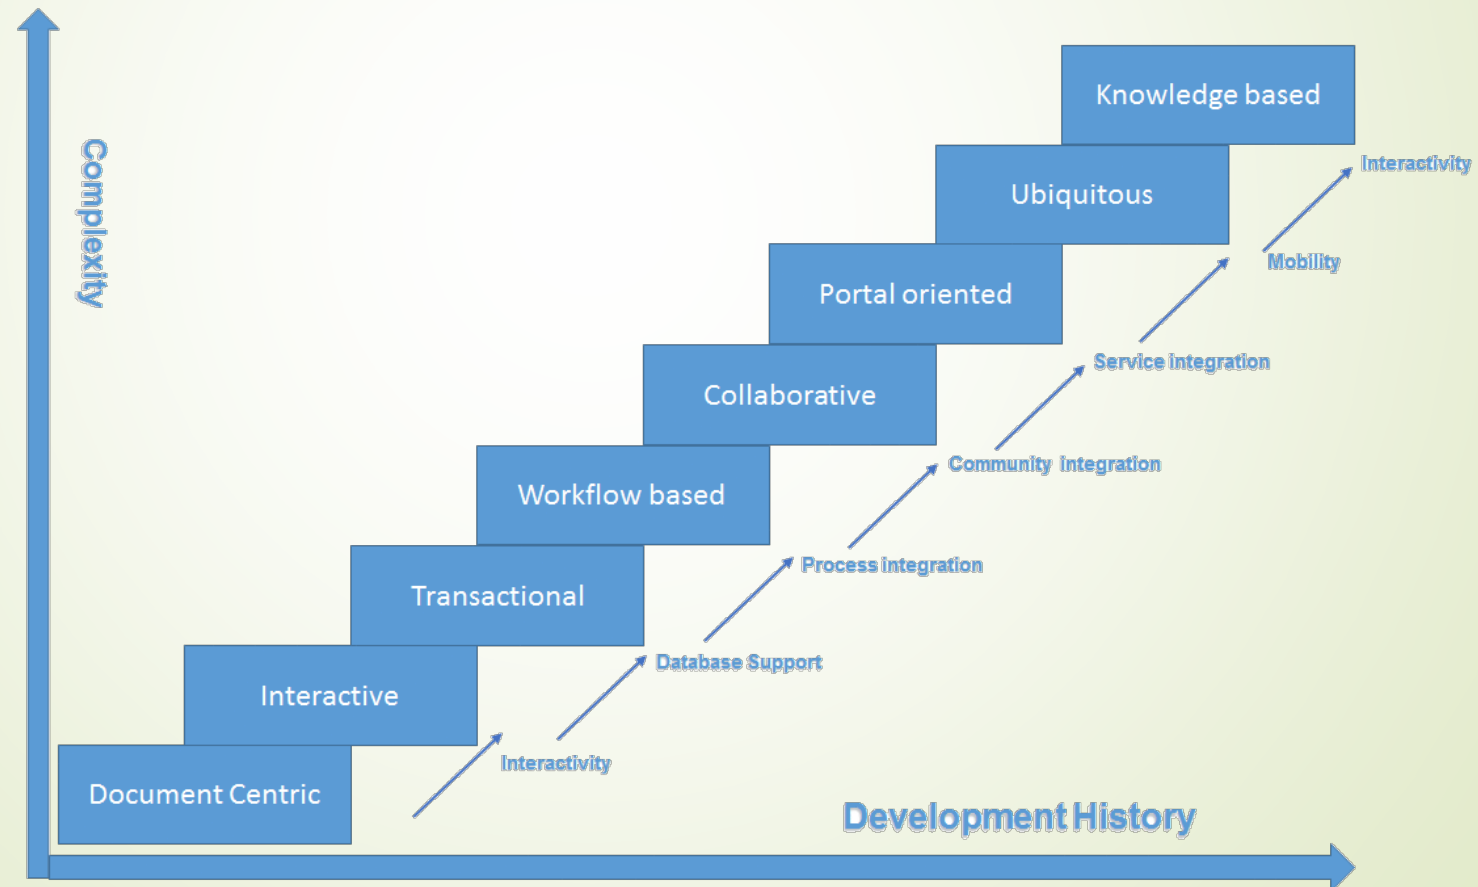 Complexity
Knowledge based
Interactivity
Ubiquitous
Mobility
Portal oriented
Service integration
Collaborative
Community integration
Workflow based
Process integration
Transactional
Database Support
Interactive
Interactivity
Document Centric
Development History